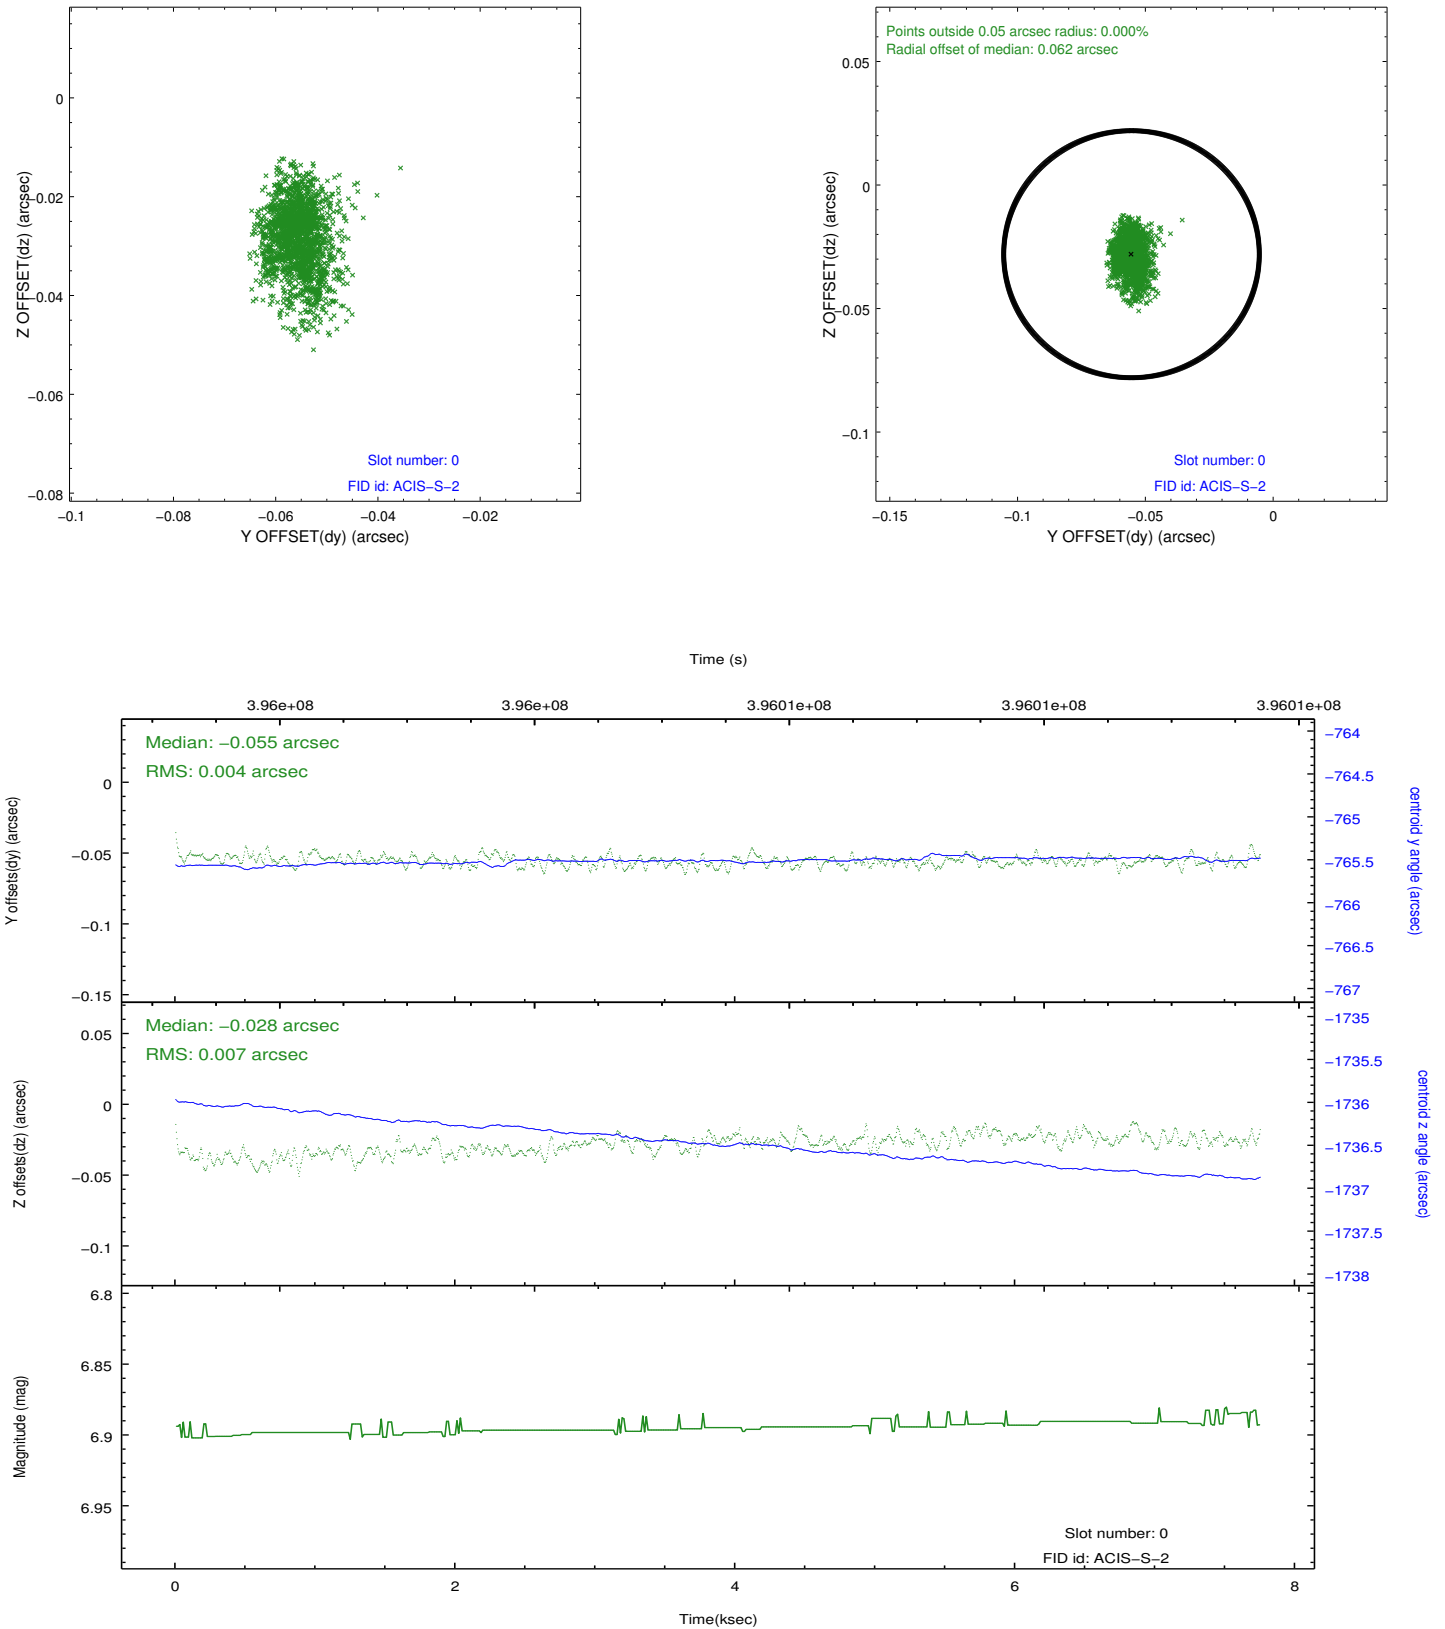 0
−0.02
−0.04
−0.06
−0.08
Z OFFSET(dz) (arcsec)
Slot number: 0
FID id: ACIS−S−2
−0.1
−0.08
−0.06
−0.04
−0.02
Y OFFSET(dy) (arcsec)
Points outside 0.05 arcsec radius: 0.000%
Radial offset of median: 0.062 arcsec
0.05
0
−0.05
−0.1
Z OFFSET(dz) (arcsec)
Slot number: 0
FID id: ACIS−S−2
−0.15
−0.1
−0.05
0
Y OFFSET(dy) (arcsec)
Time (s)
3.96e+08
3.96e+08
3.9601e+08
3.9601e+08
3.9601e+08
Median: −0.055 arcsec
RMS: 0.004 arcsec
0
−0.05
−0.1
−0.15
Y offsets(dy) (arcsec)
−764
−764.5
−765
−765.5
−766
−766.5
−767
centroid y angle (arcsec)
Median: −0.028 arcsec
RMS: 0.007 arcsec
0.05
0
−0.05
−0.1
Z offsets(dz) (arcsec)
−1735
−1735.5
−1736
−1736.5
−1737
−1737.5
−1738
centroid z angle (arcsec)
6.8
6.85
6.9
6.95
Magnitude (mag)
Slot number: 0
FID id: ACIS−S−2
0
2
4
6
8
Time(ksec)